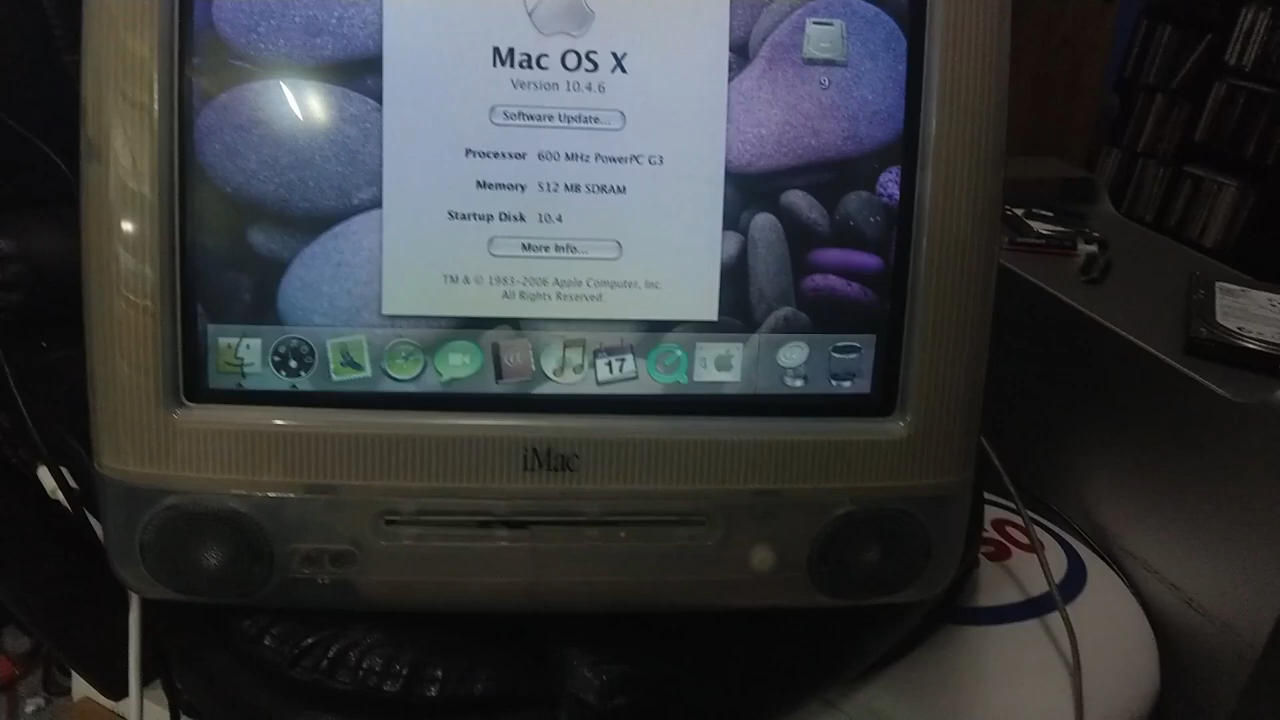 Mac OS X
Version 10.4.6
Software Update...
Processor 600 MHz PowerPC G3
Memory 512 MB SDRAM
Startup Disk 10.4
More Info...
TM & © 1983-2006 Apple Computer, Inc.
All Rights Reserved.
9
17
iMac
SO